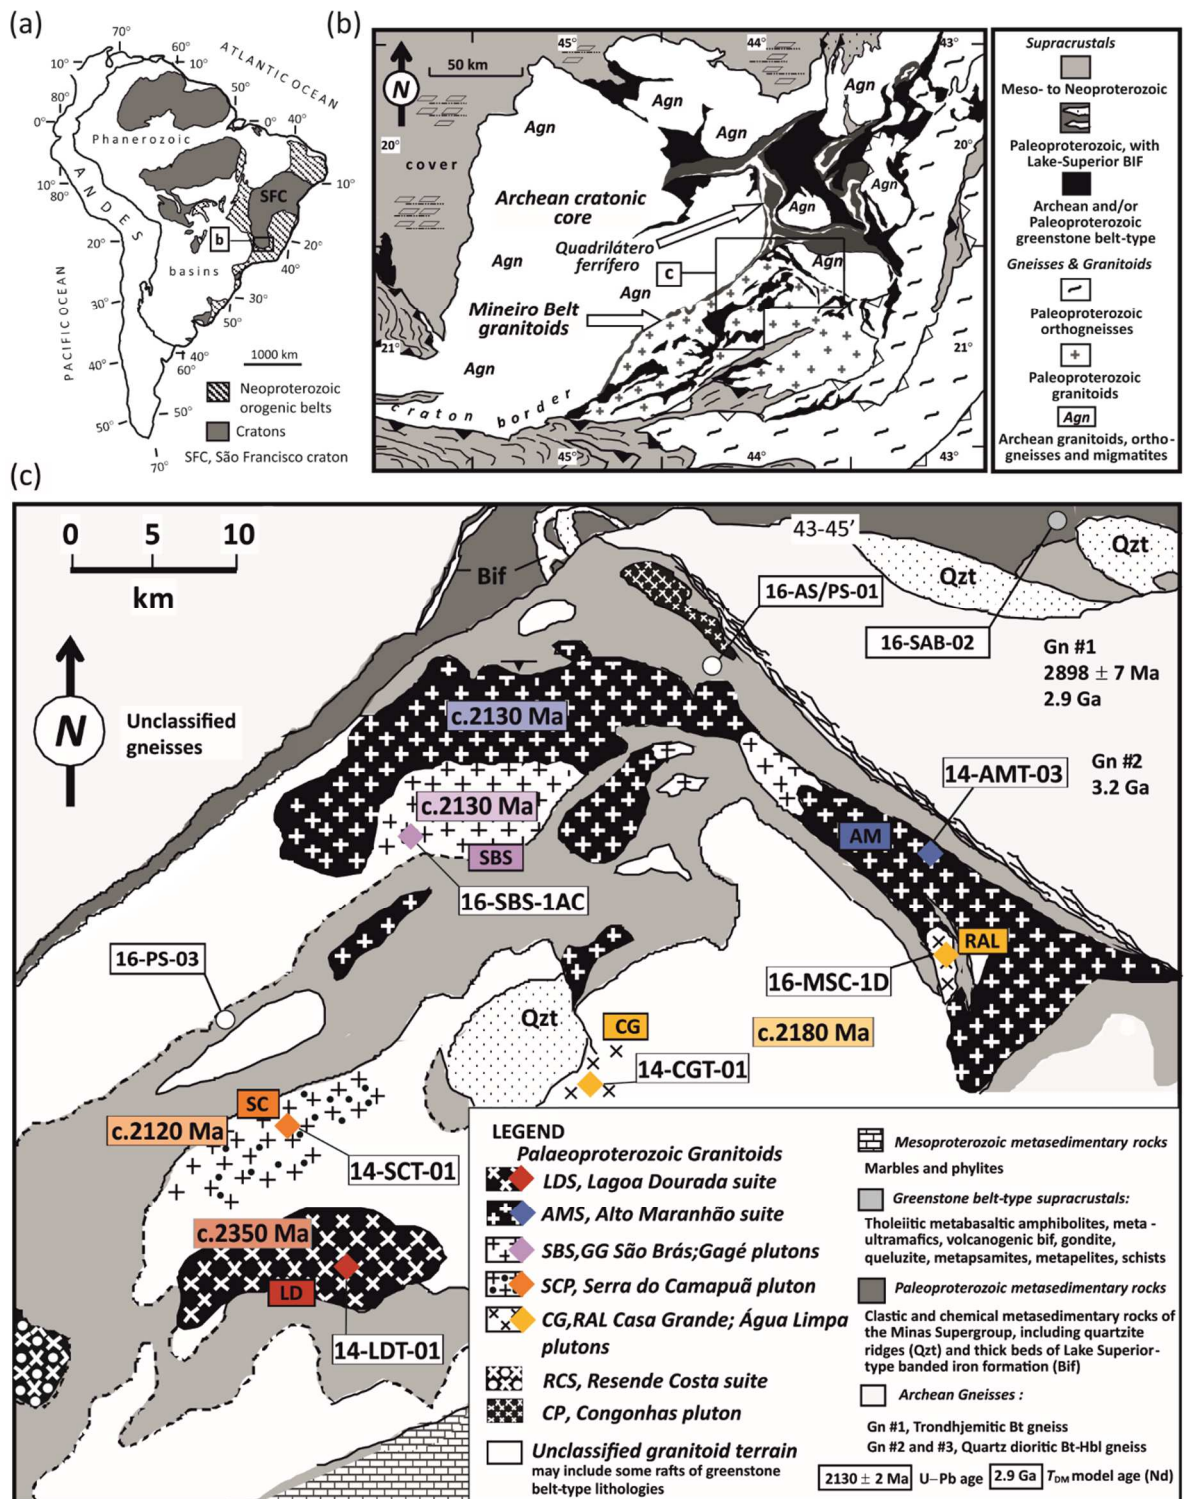 (a)
70°
60°
ATLANTIC OCEAN
10°
10°
50°
80°
0°
0°
40°
Phanerozoic
ANDES
10°
80°
SFC
10°
b
20°
20°
40°
basins
PACIFIC OCEAN
30°
30°
50°
40°
40°
60°
1000 km
Neoproterozoic
orogenic belts
50°
50°
Cratons
70°
SFC, São Francisco craton
(b)
45°
44°
43°
50 km
N
Agn
Agn
Agn
Agn
20°
20°
cover
Archean cratonic
core
Agn
Agn
Quadrilátero
ferrífero
Agn
Agn
c
Agn
Mineiro Belt
granitoids
21°
21°
Agn
craton border
45°
44°
43°
Supracrustals
Meso- to Neoproterozoic
Paleoproterozoic, with
Lake-Superior BIF
Archean and/or
Paleoproterozoic
greenstone belt-type
Gneisses & Granitoids
Paleoproterozoic
orthogneisses
Paleoproterozoic
granitoids
Agn
Archean granitoids, ortho-
gneisses and migmatites
(c)
0 5 10
km
43-45'
Bif
Qzt
Qzt
16-AS/PS-01
16-SAB-02
Gn #1
2898 ± 7 Ma
2.9 Ga
N
Unclassified
gneisses
c.2130 Ma
14-AMT-03
Gn #2
3.2 Ga
c.2130 Ma
AM
SBS
16-SBS-1AC
RAL
16-PS-03
16-MSC-1D
Qzt
CG
c.2180 Ma
14-CGT-01
SC
c.2120 Ma
14-SCT-01
c.2350 Ma
LD
14-LDT-01
LEGEND
Palaeoproterozoic Granitoids
LDS, Lagoa Dourada suite
AMS, Alto Maranhão suite
SBS,GG São Brás;Gagé plutons
SCP, Serra do Camapuã pluton
CG,RAL Casa Grande; Água Limpa
plutons
RCS, Resende Costa suite
CP, Congonhas pluton
Unclassified granitoid terrain
may include some rafts of greenstone
belt-type lithologies
Mesoproterozoic metasedimentary rocks
Marbles and phylites
Greenstone belt-type supracrustals:
Tholeiitic metabasaltic amphibolites, meta -
ultramafics, volcanogenic bif, gondite,
queluzite, metapsamites, metapelites, schists
Paleoproterozoic metasedimentary rocks
Clastic and chemical metasedimentary rocks of
the Minas Supergroup, including quartzite
ridges (Qzt) and thick beds of Lake Superior-
type banded iron formation (Bif)
Archean Gneisses :
Gn #1, Trondhjemitic Bt gneiss
Gn #2 and #3, Quartz dioritic Bt-Hbl gneiss
2130 ± 2 Ma U–Pb age 2.9 Ga TDM model age (Nd)